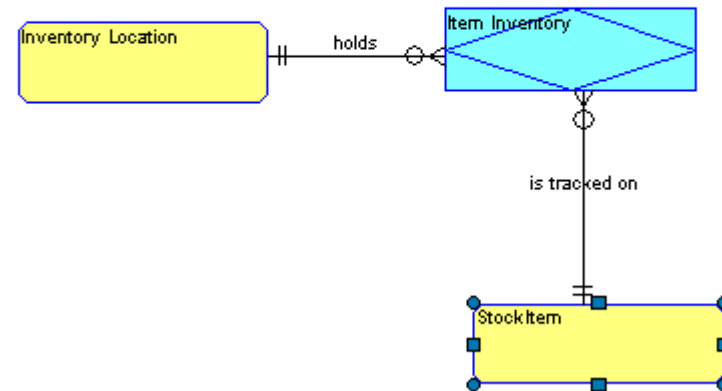 Inventory Location
holds
Item Inventory
is tracked on
StockItem